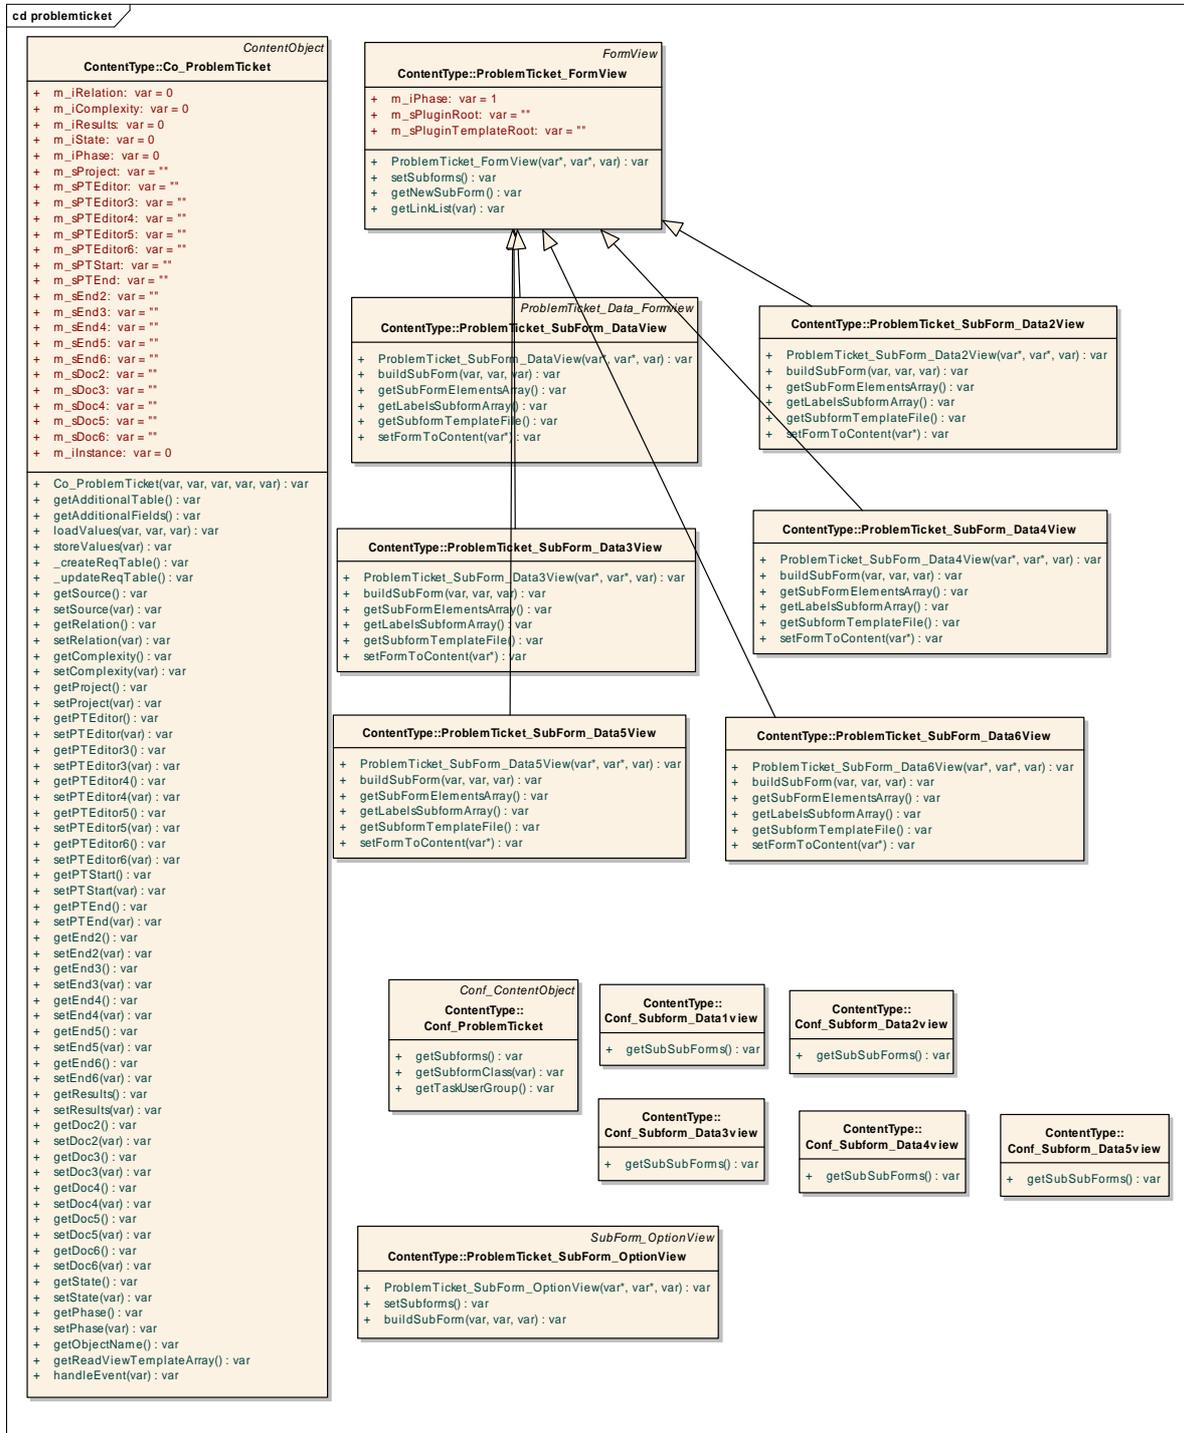 cd problemticket
ContentObject
ContentType::Co_ProblemTicket
+ m_iRelation: var = 0
+ m_iComplexity: var = 0
+ m_iResults: var = 0
+ m_iState: var = 0
+ m_iPhase: var = 0
+ m_sProject: var = ""
+ m_sPTEditor: var = ""
+ m_sPTEditor3: var = ""
+ m_sPTEditor4: var = ""
+ m_sPTEditor5: var = ""
+ m_sPTEditor6: var = ""
+ m_sPTStart: var = ""
+ m_sPTEnd: var = ""
+ m_sEnd2: var = ""
+ m_sEnd3: var = ""
+ m_sEnd4: var = ""
+ m_sEnd5: var = ""
+ m_sEnd6: var = ""
+ m_sDoc2: var = ""
+ m_sDoc3: var = ""
+ m_sDoc4: var = ""
+ m_sDoc5: var = ""
+ m_sDoc6: var = ""
+ m_iInstance: var = 0
+ Co_ProblemTicket(var, var, var, var, var) : var
+ getAdditionalTable() : var
+ getAdditionalFields() : var
+ loadValues(var, var, var) : var
+ storeValues(var) : var
+ _createReqTable() : var
+ _updateReqTable() : var
+ getSource() : var
+ setSource(var) : var
+ getRelation() : var
+ setRelation(var) : var
+ getComplexity() : var
+ setComplexity(var) : var
+ getProject() : var
+ setProject(var) : var
+ getPTEditor() : var
+ setPTEditor(var) : var
+ getPTEditor3() : var
+ setPTEditor3(var) : var
+ getPTEditor4() : var
+ setPTEditor4(var) : var
+ getPTEditor5() : var
+ setPTEditor5(var) : var
+ getPTEditor6() : var
+ setPTEditor6(var) : var
+ getPTStart() : var
+ setPTStart(var) : var
+ getPTEnd() : var
+ setPTEnd(var) : var
+ getEnd2() : var
+ setEnd2(var) : var
+ getEnd3() : var
+ setEnd3(var) : var
+ getEnd4() : var
+ setEnd4(var) : var
+ getEnd5() : var
+ setEnd5(var) : var
+ getEnd6() : var
+ setEnd6(var) : var
+ getResults() : var
+ setResults(var) : var
+ getDoc2() : var
+ setDoc2(var) : var
+ getDoc3() : var
+ setDoc3(var) : var
+ getDoc4() : var
+ setDoc4(var) : var
+ getDoc5() : var
+ setDoc5(var) : var
+ getDoc6() : var
+ setDoc6(var) : var
+ getState() : var
+ setState(var) : var
+ getPhase() : var
+ setPhase(var) : var
+ getObjectName() : var
+ getReadViewTemplateArray() : var
+ handleEvent(var) : var
FormView
ContentType::ProblemTicket_FormView
+ m_iPhase: var = 1
+ m_sPluginRoot: var = ""
+ m_sPluginTemplateRoot: var = ""
+ ProblemTicket_FormView(var*, var*, var) : var
+ setSubforms() : var
+ getNewSubForm() : var
+ getLinkList(var) : var
ProblemTicket_Data_Formview
ContentType::ProblemTicket_SubForm_DataView
+ ProblemTicket_SubForm_DataView(var*, var*, var) : var
+ buildSubForm(var, var, var) : var
+ getSubFormElementsArray() : var
+ getLabelsSubformArray() : var
+ getSubformTemplateFile() : var
+ setFormToContent(var*) : var
ContentType::ProblemTicket_SubForm_Data2View
+ ProblemTicket_SubForm_Data2View(var*, var*, var) : var
+ buildSubForm(var, var, var) : var
+ getSubFormElementsArray() : var
+ getLabelsSubformArray() : var
+ getSubformTemplateFile() : var
+ setFormToContent(var*) : var
ContentType::ProblemTicket_SubForm_Data3View
+ ProblemTicket_SubForm_Data3View(var*, var*, var) : var
+ buildSubForm(var, var, var) : var
+ getSubFormElementsArray() : var
+ getLabelsSubformArray() : var
+ getSubformTemplateFile() : var
+ setFormToContent(var*) : var
ContentType::ProblemTicket_SubForm_Data4View
+ ProblemTicket_SubForm_Data4View(var*, var*, var) : var
+ buildSubForm(var, var, var) : var
+ getSubFormElementsArray() : var
+ getLabelsSubformArray() : var
+ getSubformTemplateFile() : var
+ setFormToContent(var*) : var
ContentType::ProblemTicket_SubForm_Data5View
+ ProblemTicket_SubForm_Data5View(var*, var*, var) : var
+ buildSubForm(var, var, var) : var
+ getSubFormElementsArray() : var
+ getLabelsSubformArray() : var
+ getSubformTemplateFile() : var
+ setFormToContent(var*) : var
ContentType::ProblemTicket_SubForm_Data6View
+ ProblemTicket_SubForm_Data6View(var*, var*, var) : var
+ buildSubForm(var, var, var) : var
+ getSubFormElementsArray() : var
+ getLabelsSubformArray() : var
+ getSubformTemplateFile() : var
+ setFormToContent(var*) : var
Conf_ContentObject
ContentType::
Conf_ProblemTicket
+ getSubforms() : var
+ getSubformClass(var) : var
+ getTaskUserGroup() : var
ContentType::
Conf_Subform_Data1view
+ getSubSubForms() : var
ContentType::
Conf_Subform_Data2view
+ getSubSubForms() : var
ContentType::
Conf_Subform_Data3view
+ getSubSubForms() : var
ContentType::
Conf_Subform_Data4view
+ getSubSubForms() : var
ContentType::
Conf_Subform_Data5view
+ getSubSubForms() : var
SubForm_OptionView
ContentType::ProblemTicket_SubForm_OptionView
+ ProblemTicket_SubForm_OptionView(var*, var*, var) : var
+ setSubforms() : var
+ buildSubForm(var, var, var) : var